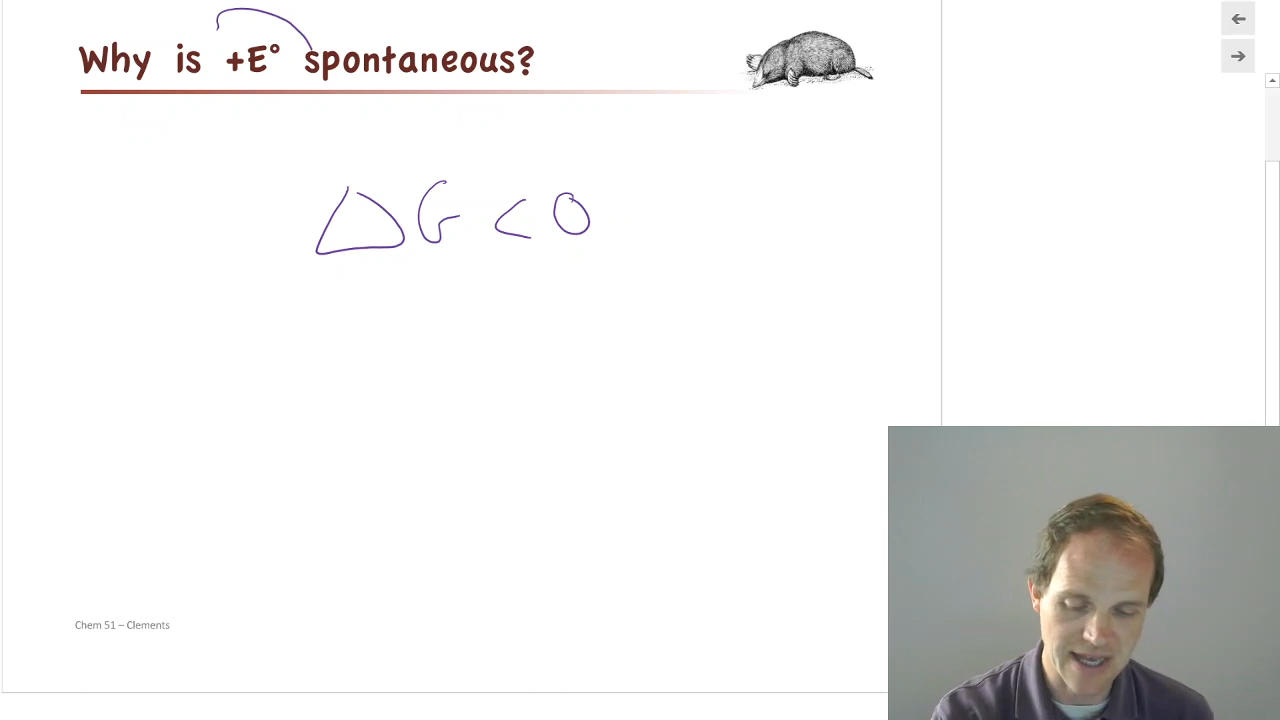 Why is +E° spontaneous?
ΔG < 0
Chem 51 – Clements